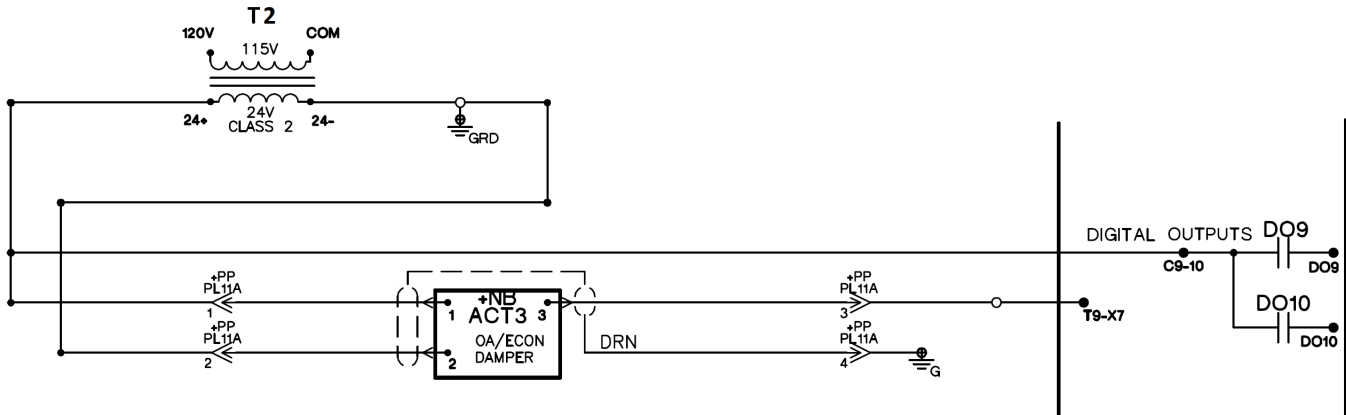 T2
120V
COM
115V
24+
24V
24-
CLASS 2
GRD
DIGITAL OUTPUTS
DO9
C9-10
DO9
+PP
PL11A
1
+NB
ACT3
1
3
OA/ECON
DAMPER
2
+PP
PL11A
3
T9-X7
DO10
DO10
+PP
PL11A
2
DRN
+PP
PL11A
4
G